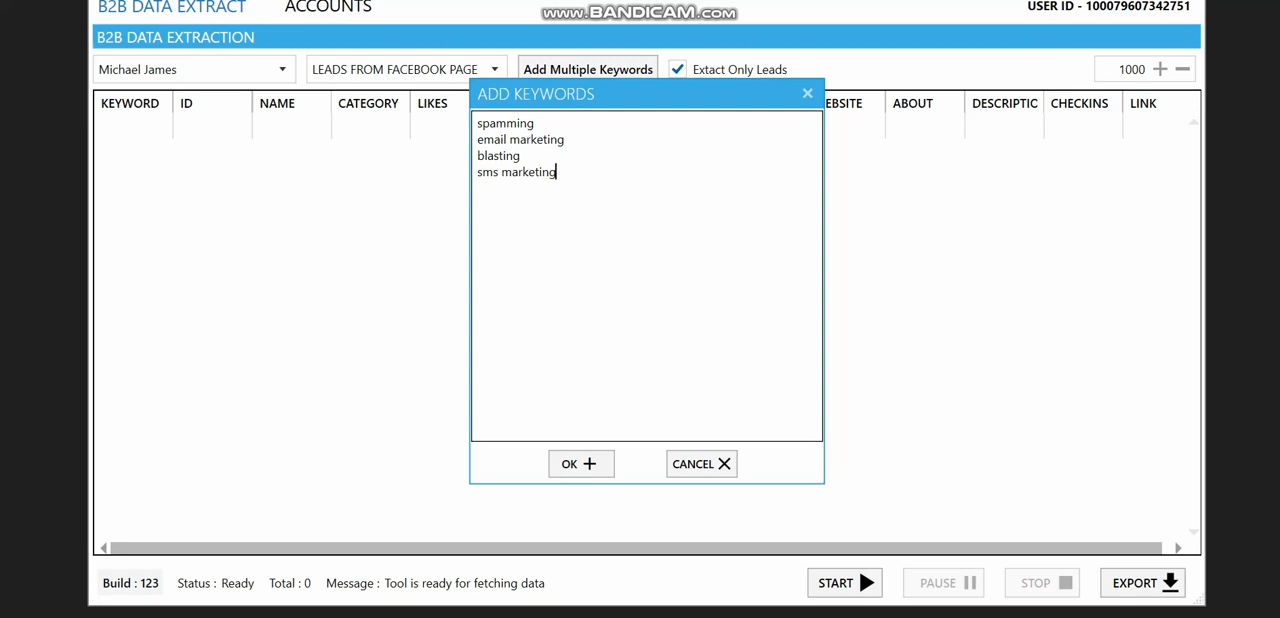 www.BANDICAM.com
B2B DATA EXTRACT ACCOUNTS USER ID - 100079607342751
B2B DATA EXTRACTION
Michael James LEADS FROM FACEBOOK PAGE Add Multiple Keywords Extact Only Leads 1000
ADD KEYWORDS
KEYWORD ID NAME CATEGORY LIKES EBSITE ABOUT DESCRIPTIC CHECKINS LINK
spamming
email marketing
blasting
sms marketing
OK CANCEL
Build : 123 Status : Ready Total : 0 Message : Tool is ready for fetching data START PAUSE STOP EXPORT